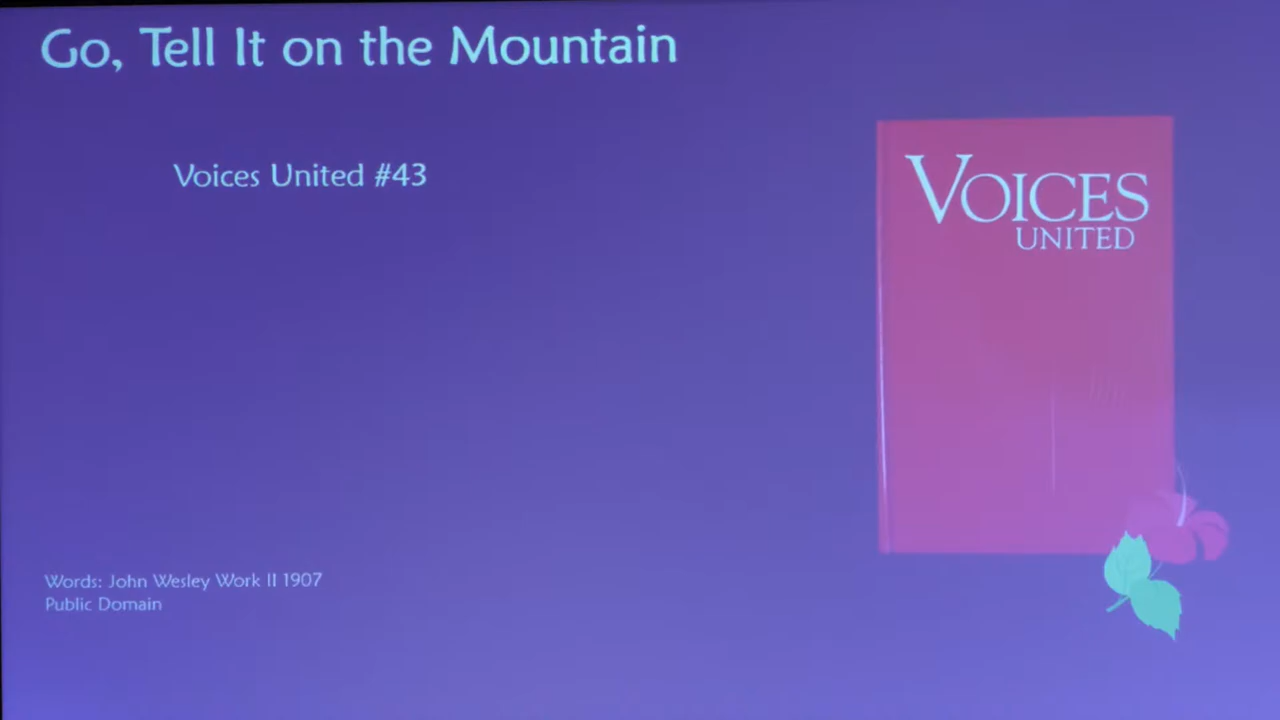 Go, Tell It on the Mountain
Voices United #43
VOICES
UNITED
Words: John Wesley Work II 1907
Public Domain